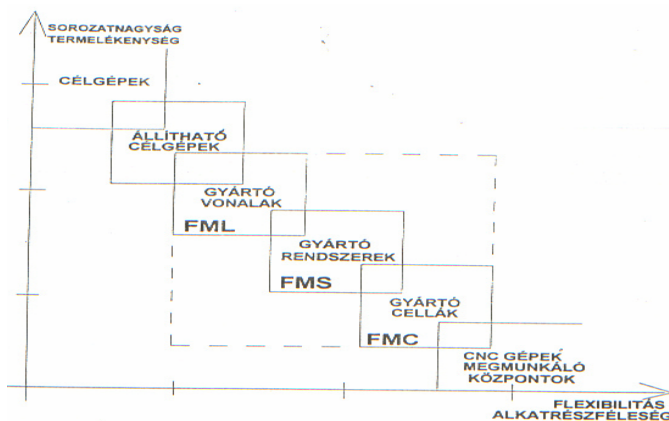 SOROZATNAGYSÁG
TERMELÉKENYSÉG
CÉLGÉPEK
ÁLLÍTHATÓ
CÉLGÉPEK
GYÁRTÓ
VONALAK
FML
GYÁRTÓ
RENDSZEREK
FMS
GYÁRTÓ
CELLÁK
FMC
CNC GÉPEK
MEGMUNKÁLÓ
KÖZPONTOK
FLEXIBILITÁS
ALKATRÉSZFÉLESÉG